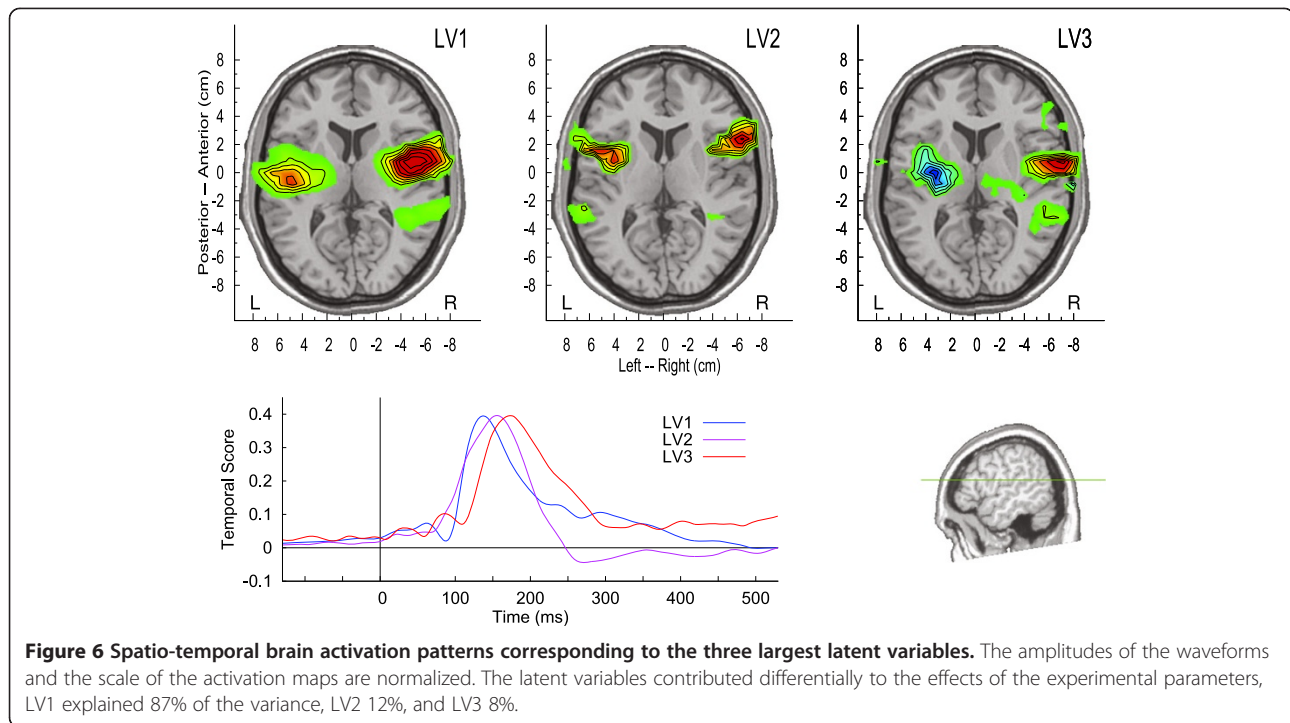 LV1
LV2
LV3
Posterior – Anterior (cm)
8
6
4
2
0
-2
-4
-6
-8
8
6
4
2
0
-2
-4
-6
-8
8
6
4
2
0
-2
-4
-6
-8
L R
L R
L R
8 6 4 2 0 -2 -4 -6 -8
8 6 4 2 0 -2 -4 -6 -8
8 6 4 2 0 -2 -4 -6 -8
Left -- Right (cm)
Temporal Score
0.4
0.3
0.2
0.1
0
-0.1
LV1
LV2
LV3
0 100 200 300 400 500
Time (ms)
Figure 6 Spatio-temporal brain activation patterns corresponding to the three largest latent variables. The amplitudes of the waveforms
and the scale of the activation maps are normalized. The latent variables contributed differentially to the effects of the experimental parameters,
LV1 explained 87% of the variance, LV2 12%, and LV3 8%.